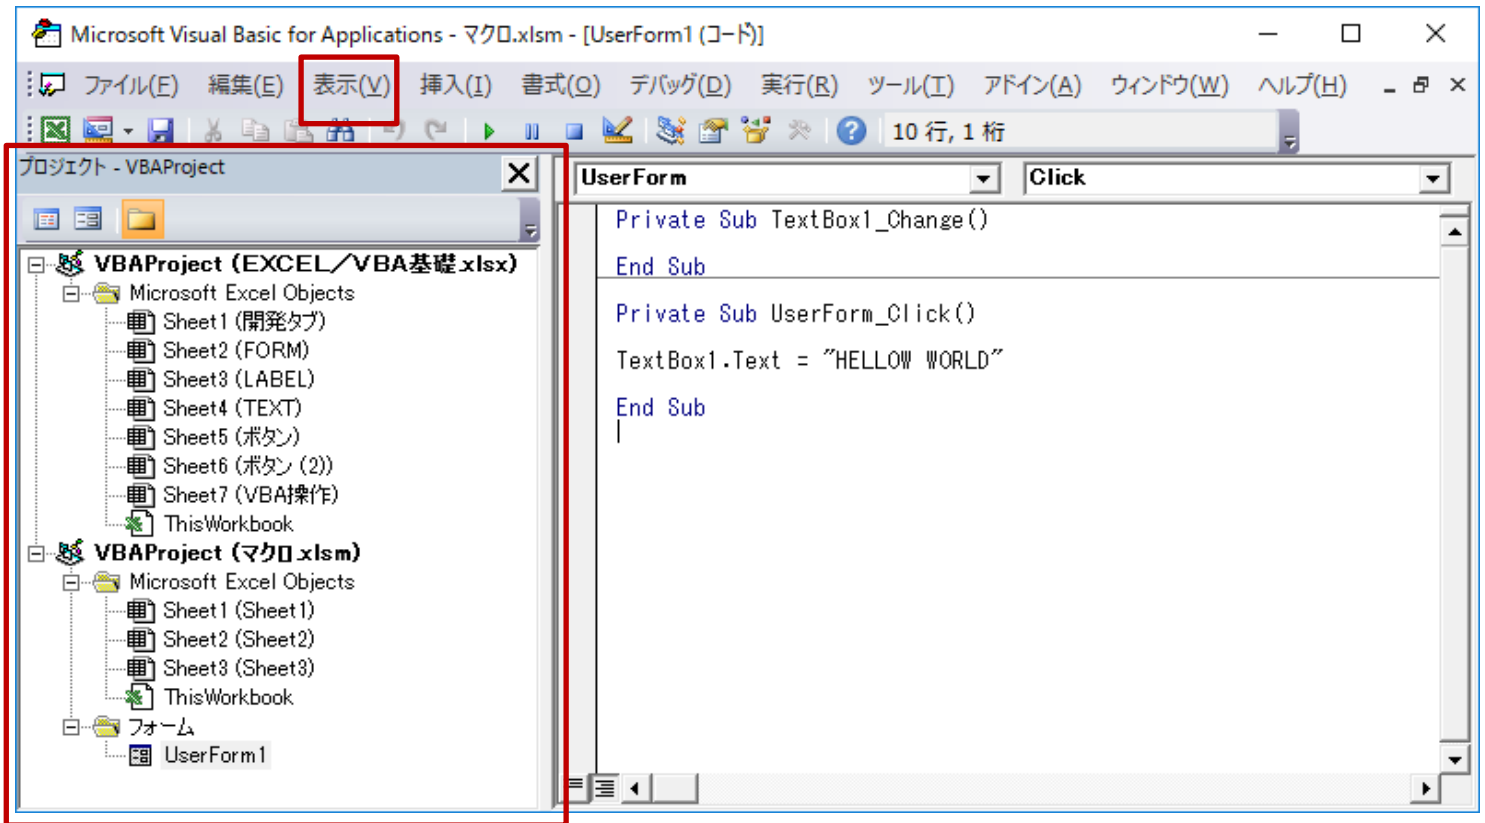 Microsoft Visual Basic for Applications - マクロ.xlsm - [UserForm1 (コード)]
ファイル(F) 編集(E) 表示(V) 挿入(I) 書式(O) デバッグ(D) 実行(R) ツール(T) アドイン(A) ウィンドウ(W) ヘルプ(H)
10 行, 1 桁
プロジェクト - VBAProject
VBAProject (EXCEL／VBA基礎.xlsx)
Microsoft Excel Objects
Sheet1 (開発タブ)
Sheet2 (FORM)
Sheet3 (LABEL)
Sheet4 (TEXT)
Sheet5 (ボタン)
Sheet6 (ボタン (2))
Sheet7 (VBA操作)
ThisWorkbook
VBAProject (マクロ.xlsm)
Microsoft Excel Objects
Sheet1 (Sheet1)
Sheet2 (Sheet2)
Sheet3 (Sheet3)
ThisWorkbook
フォーム
UserForm1
UserForm Click
Private Sub TextBox1_Change()
End Sub
Private Sub UserForm_Click()
TextBox1.Text = "HELLOW WORLD"
End Sub